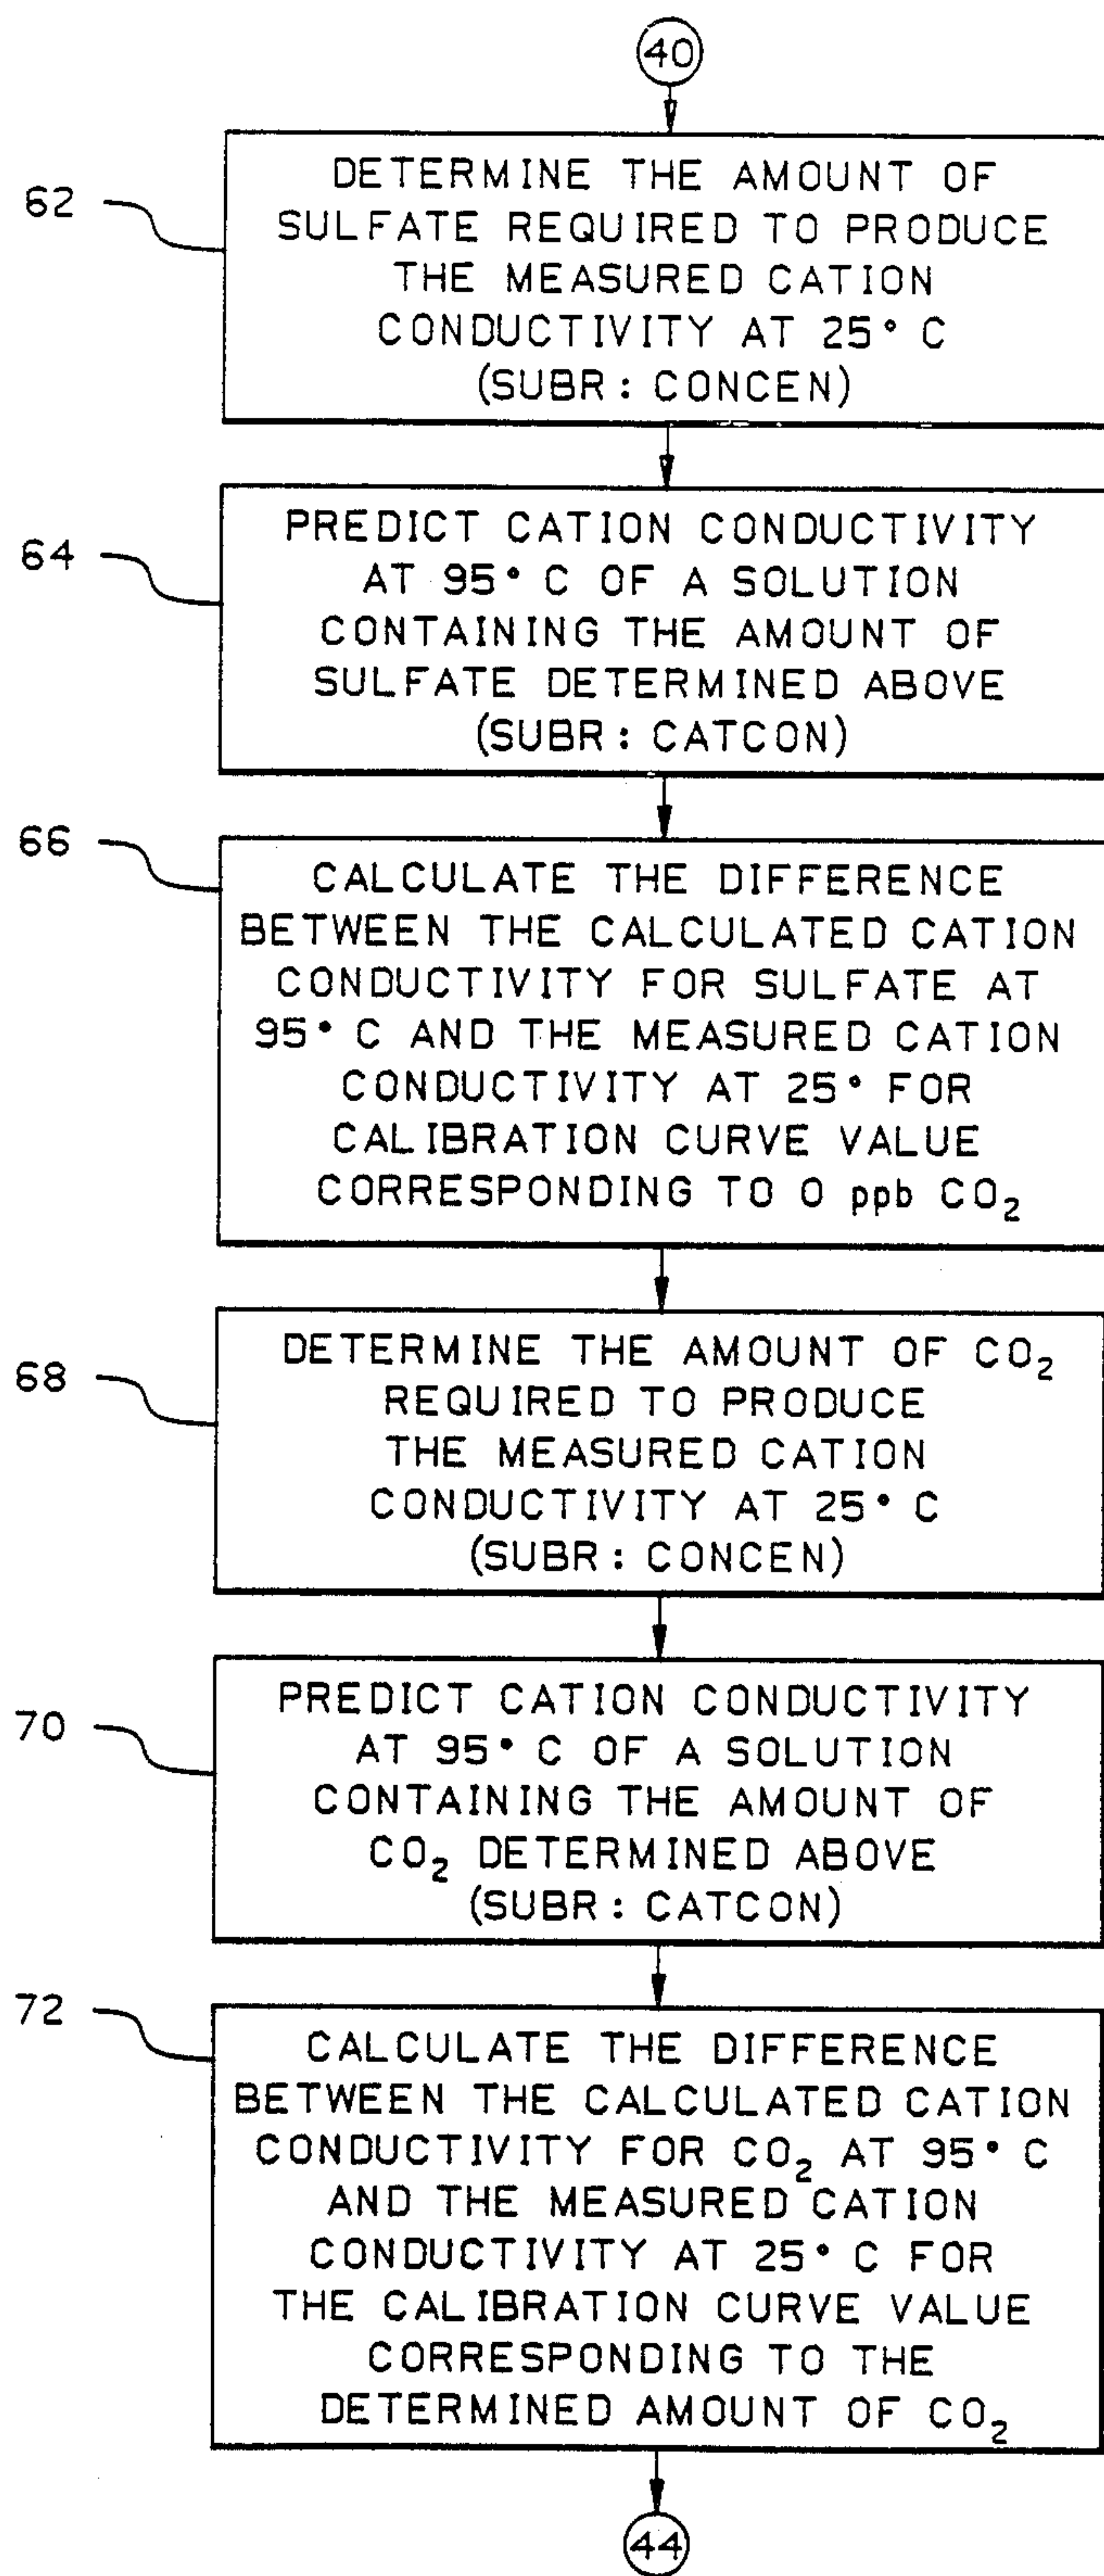 40
62
DETERMINE THE AMOUNT OF
SULFATE REQUIRED TO PRODUCE
THE MEASURED CATION
CONDUCTIVITY AT 25° C
(SUBR: CONCEN)
64
PREDICT CATION CONDUCTIVITY
AT 95° C OF A SOLUTION
CONTAINING THE AMOUNT OF
SULFATE DETERMINED ABOVE
(SUBR: CATCON)
66
CALCULATE THE DIFFERENCE
BETWEEN THE CALCULATED CATION
CONDUCTIVITY FOR SULFATE AT
95° C AND THE MEASURED CATION
CONDUCTIVITY AT 25° FOR
CALIBRATION CURVE VALUE
CORRESPONDING TO 0 ppb CO₂
68
DETERMINE THE AMOUNT OF CO₂
REQUIRED TO PRODUCE
THE MEASURED CATION
CONDUCTIVITY AT 25° C
(SUBR: CONCEN)
70
PREDICT CATION CONDUCTIVITY
AT 95° C OF A SOLUTION
CONTAINING THE AMOUNT OF
CO₂ DETERMINED ABOVE
(SUBR: CATCON)
72
CALCULATE THE DIFFERENCE
BETWEEN THE CALCULATED CATION
CONDUCTIVITY FOR CO₂ AT 95° C
AND THE MEASURED CATION
CONDUCTIVITY AT 25° C FOR
THE CALIBRATION CURVE VALUE
CORRESPONDING TO THE
DETERMINED AMOUNT OF CO₂
44